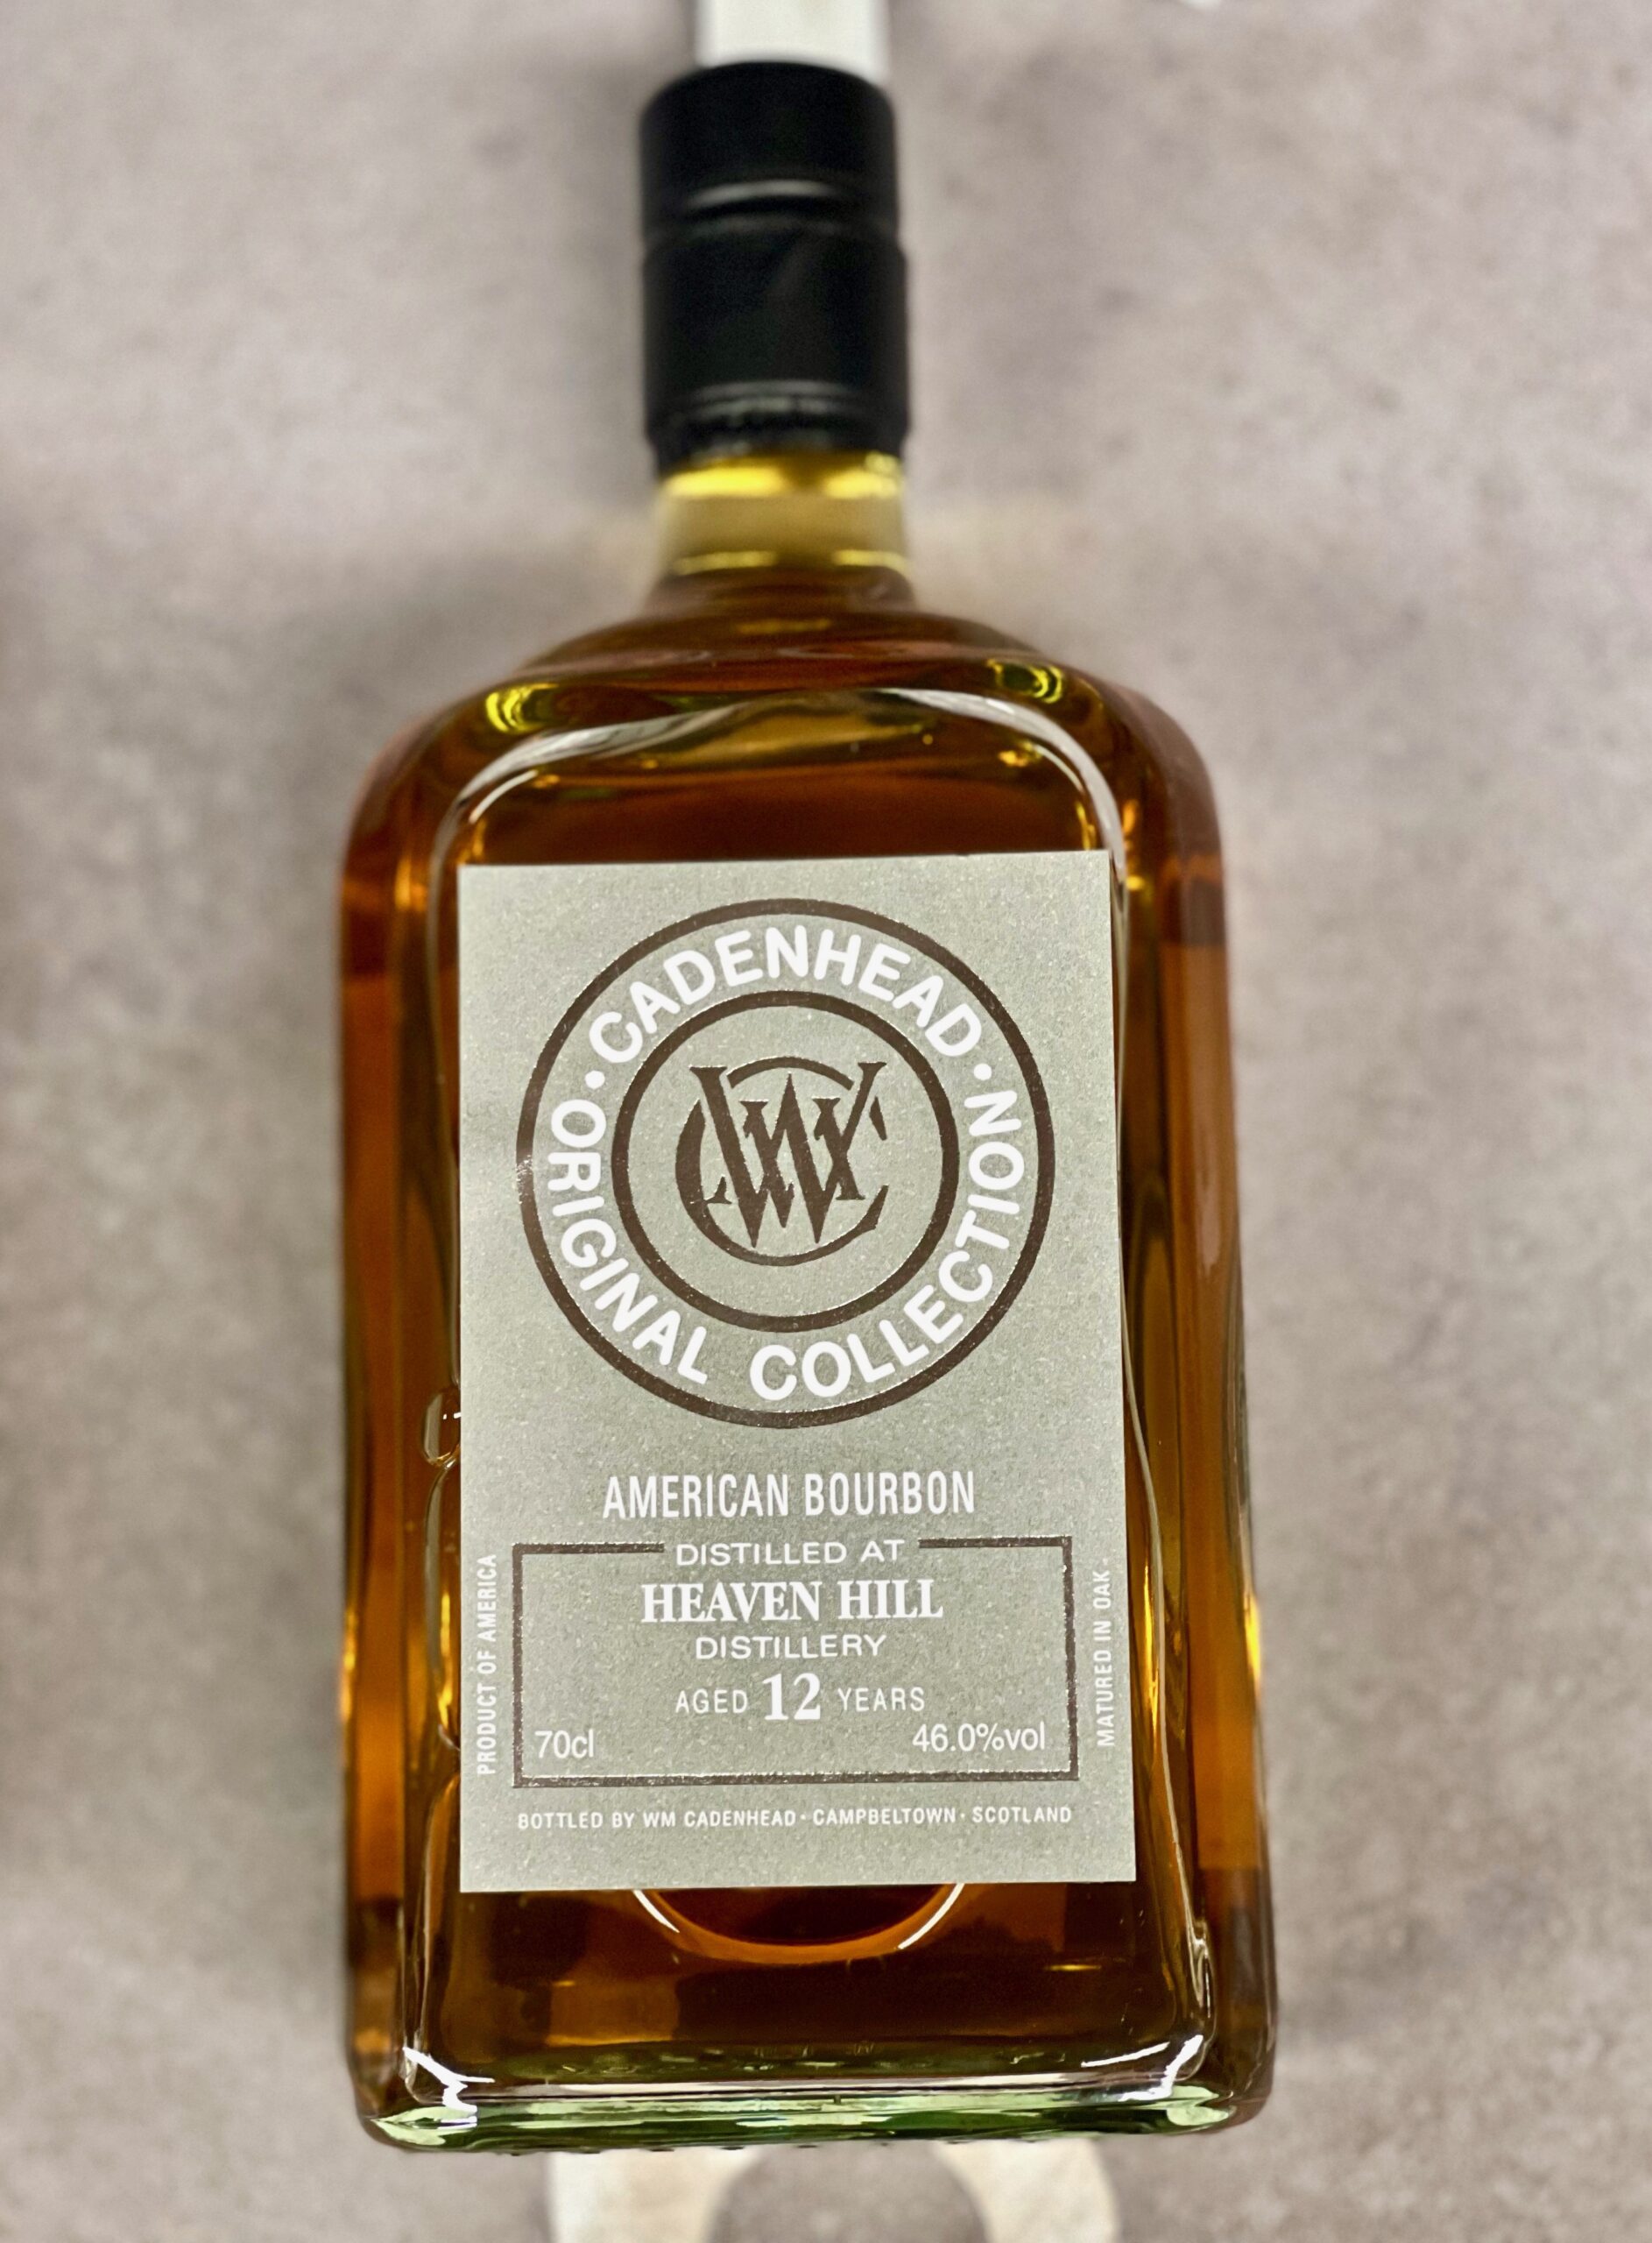 CADENHEAD · ORIGINAL COLLECTION ·
WC
AMERICAN BOURBON
DISTILLED AT
HEAVEN HILL
DISTILLERY
AGED 12 YEARS
70cl 46.0%vol
PRODUCT OF AMERICA
MATURED IN OAK.
BOTTLED BY WM CADENHEAD · CAMPBELTOWN · SCOTLAND